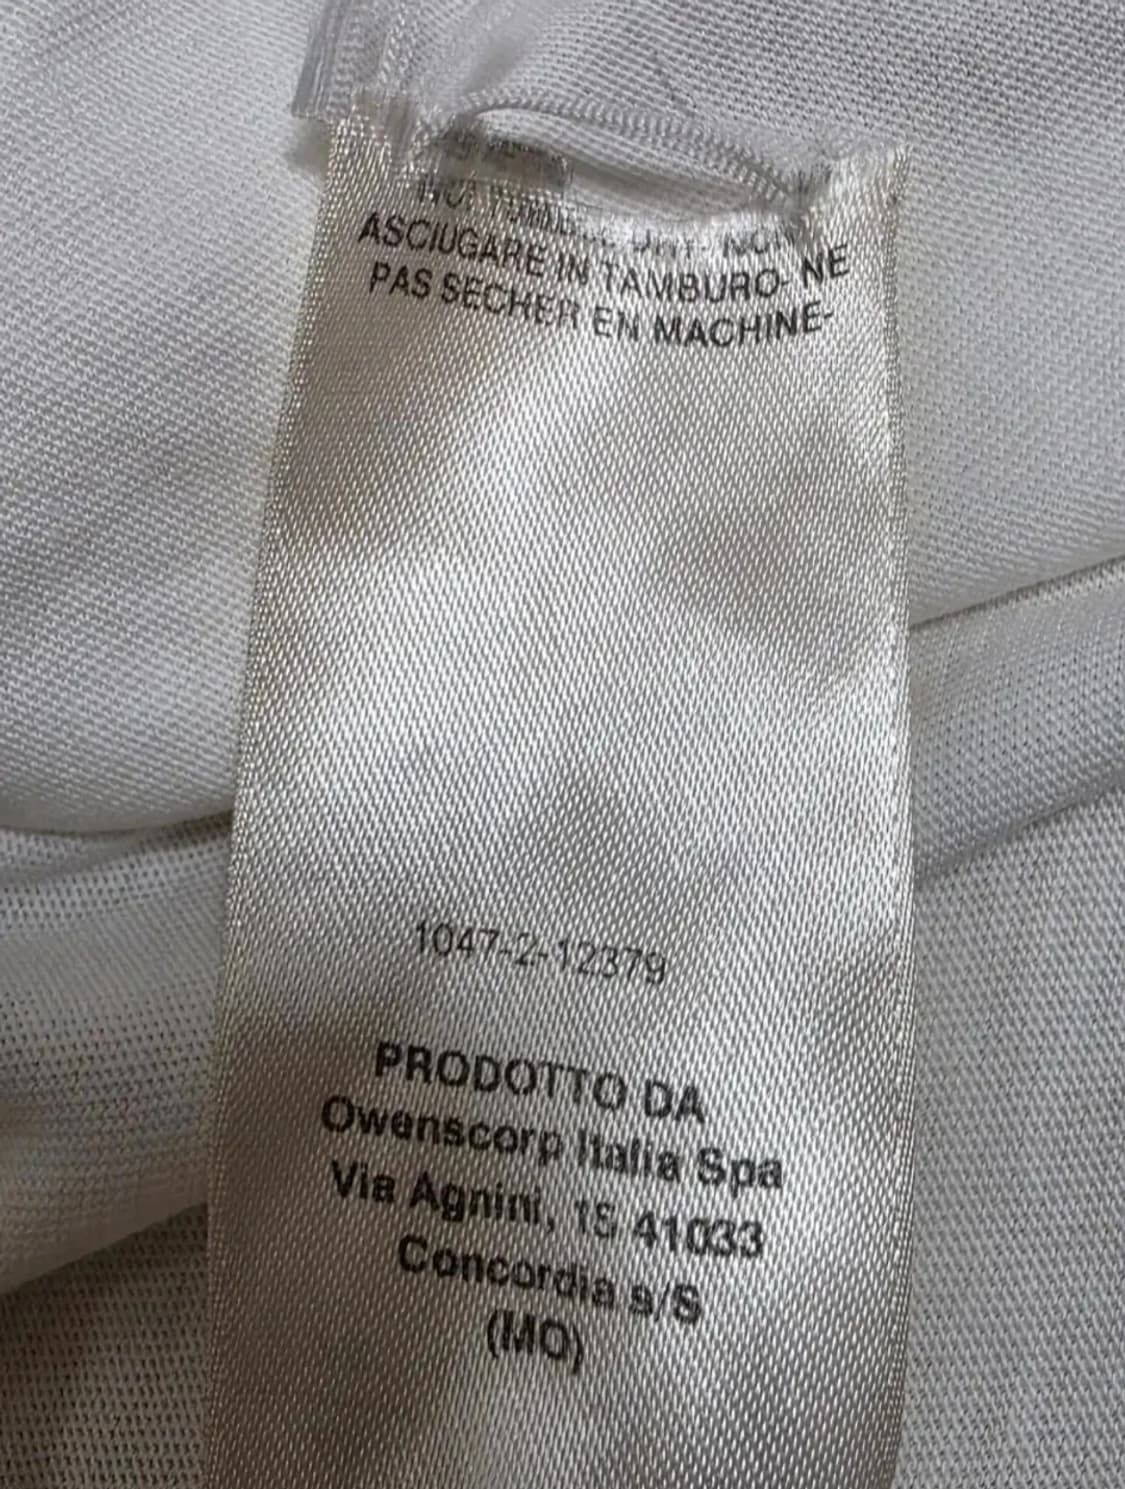 ASCIUGARE IN TAMBURO- NE
PAS SECHER EN MACHINE-
1047-2-12379
PRODOTTO DA
Owenscorp Italia Spa
Via Agnini, 15 41033
Concordia s/S
(MO)